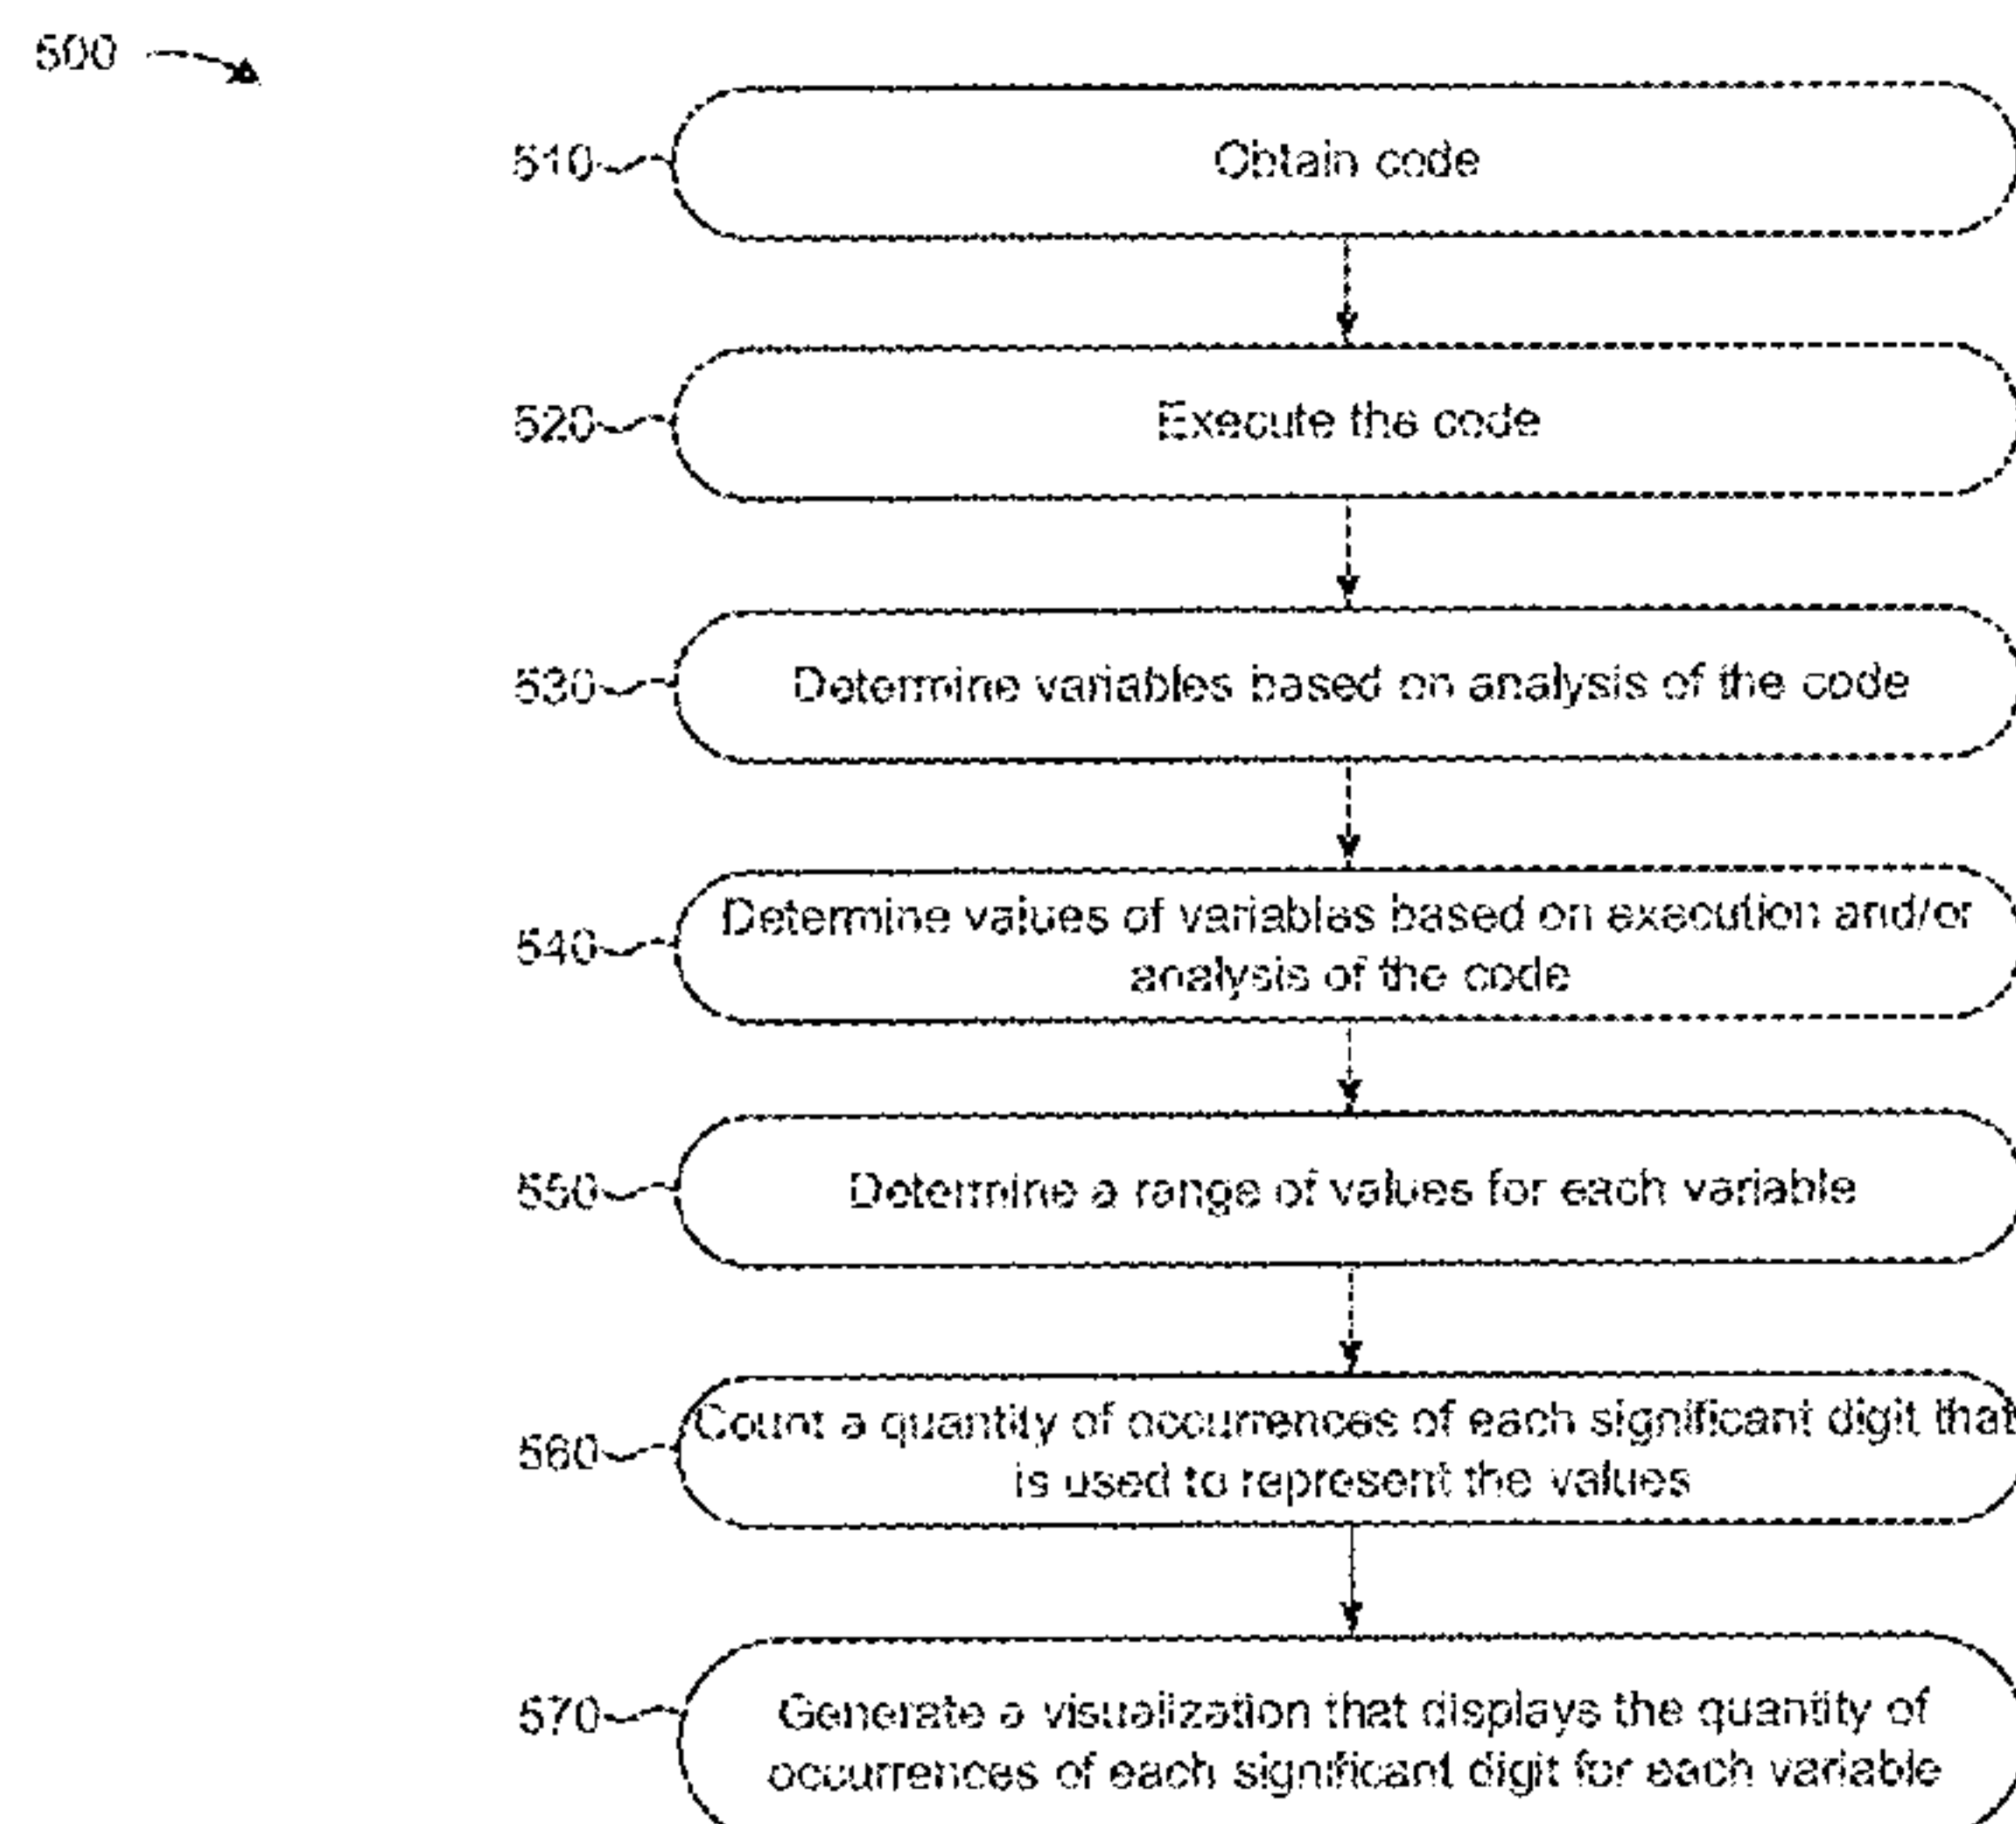 500
510
Obtain code
520
Execute the code
530
Determine variables based on analysis of the code
540
Determine values of variables based on execution and/or
analysis of the code
550
Determine a range of values for each variable
560
Count a quantity of occurrences of each significant digit that
is used to represent the values
570
Generate a visualization that displays the quantity of
occurrences of each significant digit for each variable